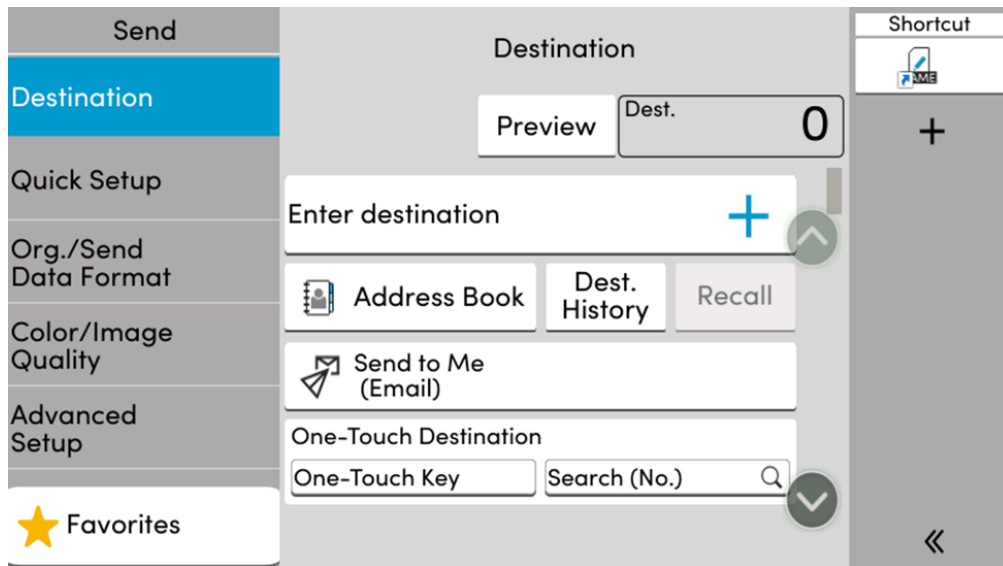 Send
Destination
Quick Setup
Org./Send
Data Format
Color/Image
Quality
Advanced
Setup
Favorites
Destination
Preview
Dest.
0
Enter destination
Address Book
Dest.
History
Recall
Send to Me
(Email)
One-Touch Destination
One-Touch Key
Search (No.)
Shortcut